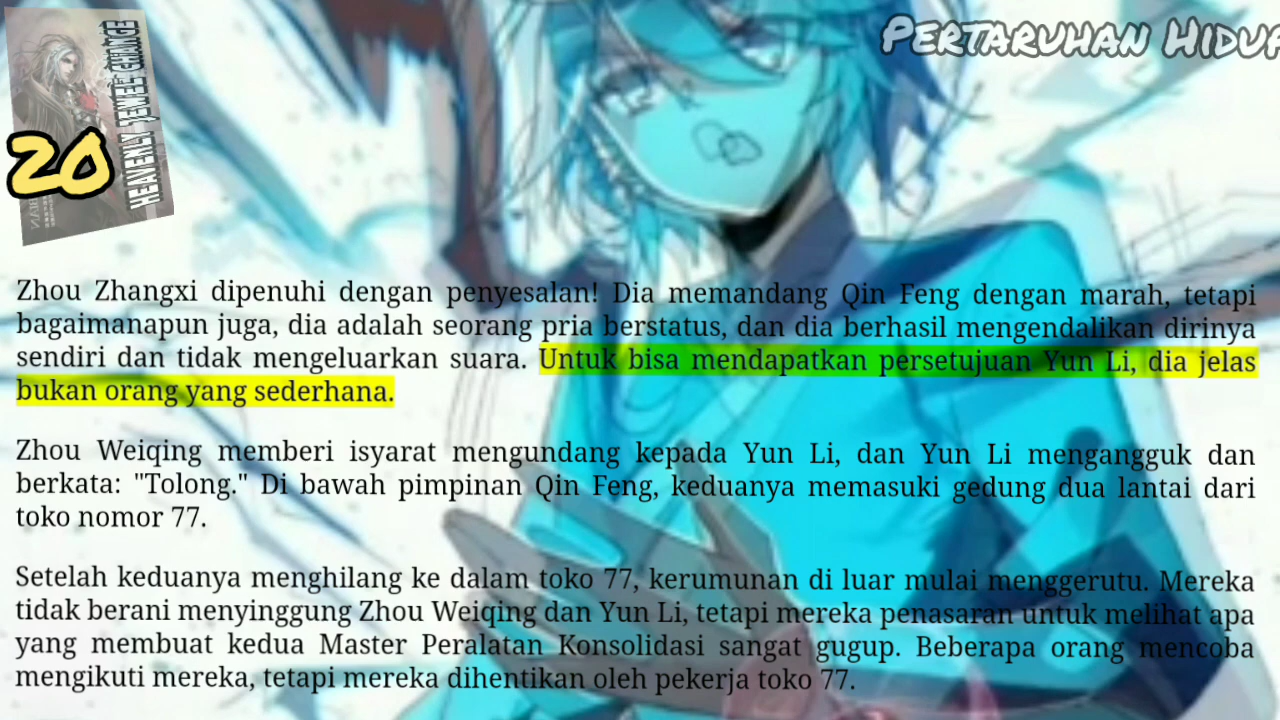 PERTARUHAN HIDUP
HEAVENLY JEWEL CHANGE
20
Zhou Zhangxi dipenuhi dengan penyesalan! Dia memandang Qin Feng dengan marah, tetapi
bagaimanapun juga, dia adalah seorang pria berstatus, dan dia berhasil mengendalikan dirinya
sendiri dan tidak mengeluarkan suara. Untuk bisa mendapatkan persetujuan Yun Li, dia jelas
bukan orang yang sederhana.
Zhou Weiqing memberi isyarat mengundang kepada Yun Li, dan Yun Li mengangguk dan
berkata: "Tolong." Di bawah pimpinan Qin Feng, keduanya memasuki gedung dua lantai dari
toko nomor 77.
Setelah keduanya menghilang ke dalam toko 77, kerumunan di luar mulai menggerutu. Mereka
tidak berani menyinggung Zhou Weiqing dan Yun Li, tetapi mereka penasaran untuk melihat apa
yang membuat kedua Master Peralatan Konsolidasi sangat gugup. Beberapa orang mencoba
mengikuti mereka, tetapi mereka dihentikan oleh pekerja toko 77.